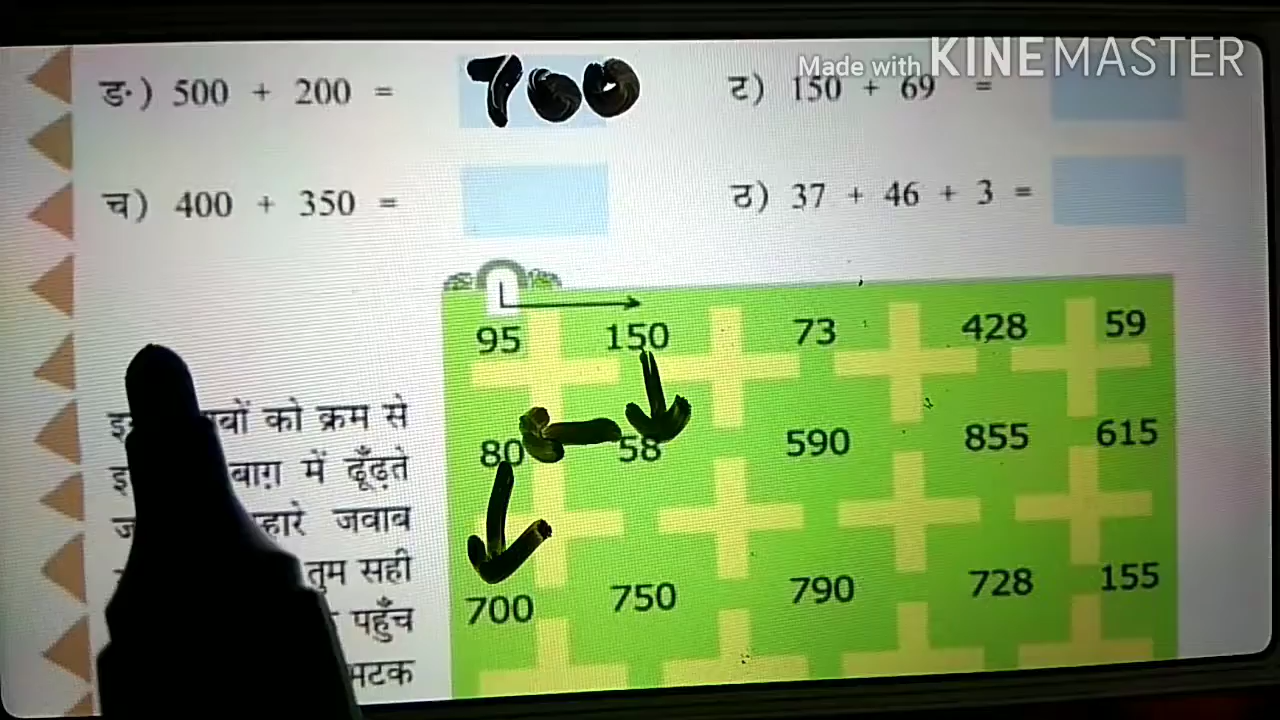 Made with KINEMASTER
ङ) 500 + 200 = 700
ट) 150 + 69 =
च) 400 + 350 =
ठ) 37 + 46 + 3 =
95 150 73 428 59
80 58 590 855 615
700 750 790 728 155
को क्रम से
बाग़ में ढूँढ़ते
जवाब
तुम सही
पहुँच
भटक